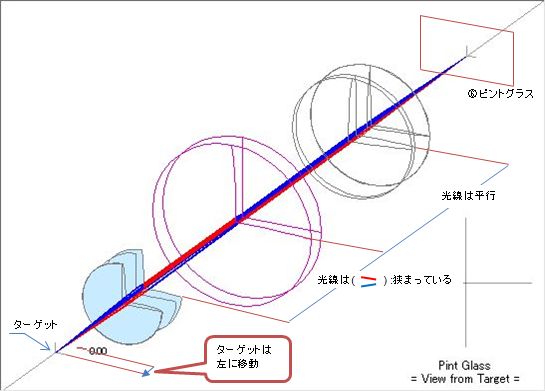 ⑥ピントグラス
光線は平行
光線は( ):狭まっている
ターゲット
0.00
ターゲットは
左に移動
Pint Glass
= View from Target =